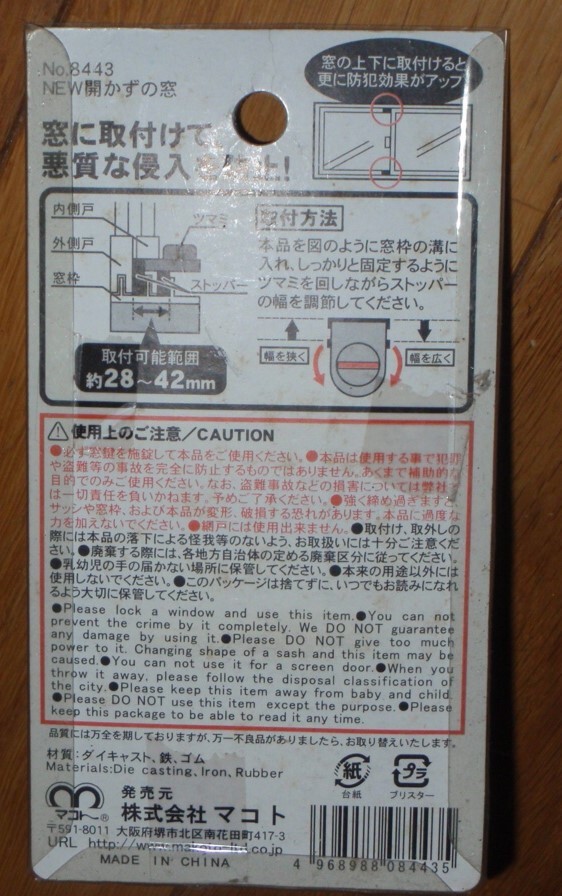 No.8443
NEW開かずの窓
窓の上下に取付けると
更に防犯効果がアップ
窓に取付けて、
悪質な侵入を防止!
内側戸
外側戸
窓枠
ツマミ
ストッパー
取付可能範囲
約28〜42mm
取付方法
本品を図のように窓枠の溝に
入れ、しっかりと固定するように
ツマミを回しながらストッパー
の幅を調節してください。
幅を狭く
幅を広く
⚠使用上のご注意/CAUTION
●必ず窓鍵を施錠して本品をご使用ください。●本品は使用する事で犯罪
や盗難等の事故を完全に防止するものではありません。あくまで補助的な
目的でのみご使用ください。なお、盗難事故などの損害については弊社で
は一切責任を負いかねます。予めご了承ください。●強く締め過ぎますと、
サッシや窓枠、および本品が変形、破損する恐れがあります。本品に過度な
力を加えないでください。●網戸には使用出来ません。●取付け、取外しの
際には本品の落下による怪我等のないよう、お取扱いには十分ご注意くだ
さい。●廃棄する際には、各地方自治体の定める廃棄区分に従ってください。
●乳幼児の手の届かない場所に保管してください。●本来の用途以外には
使用しないでください。●このパッケージは捨てずに、いつでもお読みになれ
るよう大切に保管してください。
●Please lock a window and use this item.●You can not
prevent the crime by it completely. We DO NOT guarantee
any damage by using it.●Please DO NOT give too much
power to it. Changing shape of a sash and this item may be
caused.●You can not use it for a screen door.●When you
throw it away. please follow the disposal classification of
the city.●Please keep this item away from baby and child.
●Please DO NOT use this item except the purpose.●Please
keep this package to be able to read it any time.
品質には万全を期しておりますが、万一不良品がありましたら、お取り替えいたします。
材質:ダイキャスト、鉄、ゴム
Materials:Die casting, Iron, Rubber
紙
台紙
プラ
ブリスター
マコトー®
発売元
株式会社 マコト
〒591-8011 大阪府堺市北区南花田町417-3
URL http://www.makoto-ltd.co.jp
MADE IN CHINA
4 968988 084435